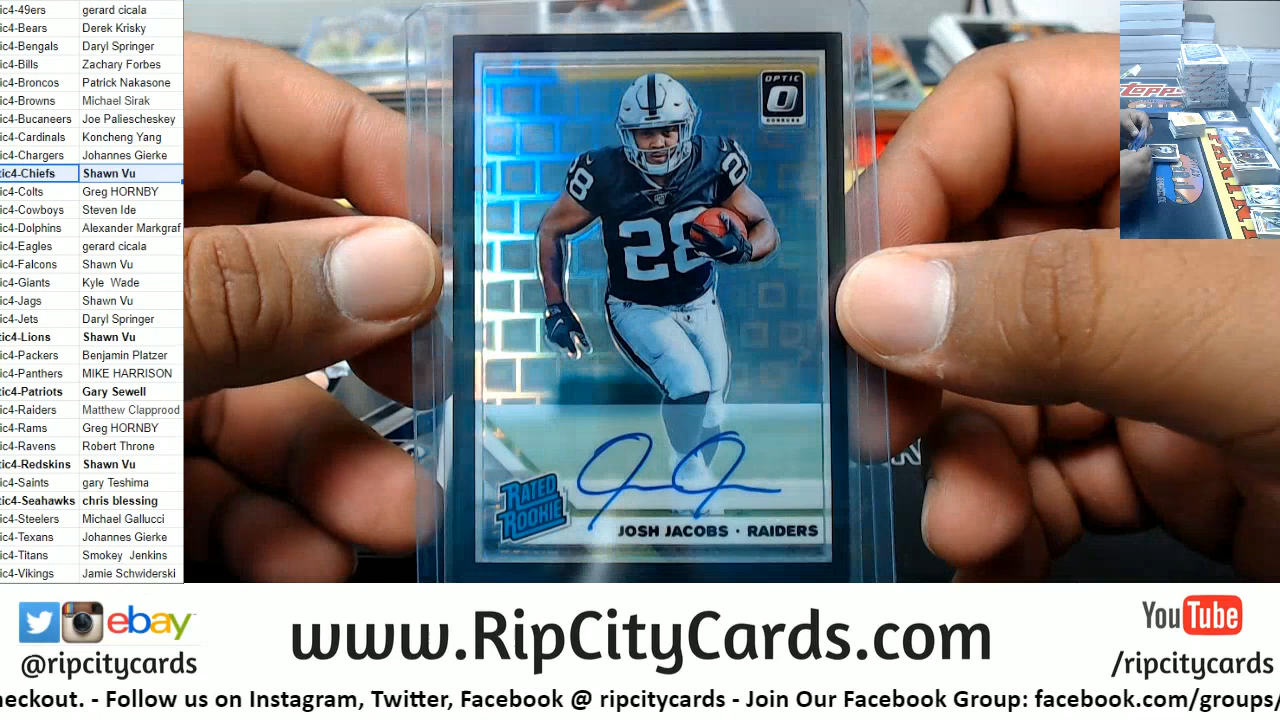 ic4-49ers gerard cicala
ic4-Bears Derek Krisky
ic4-Bengals Daryl Springer
ic4-Bills Zachary Forbes
ic4-Broncos Patrick Nakasone
ic4-Browns Michael Sirak
ic4-Bucaneers Joe Paliescheskey
ic4-Cardinals Koncheng Yang
ic4-Chargers Johannes Gierke
tic4-Chiefs Shawn Vu
ic4-Colts Greg HORNBY
ic4-Cowboys Steven Ide
ic4-Dolphins Alexander Markgraf
ic4-Eagles gerard cicala
ic4-Falcons Shawn Vu
ic4-Giants Kyle Wade
ic4-Jags Shawn Vu
ic4-Jets Daryl Springer
tic4-Lions Shawn Vu
ic4-Packers Benjamin Platzer
ic4-Panthers MIKE HARRISON
tic4-Patriots Gary Sewell
ic4-Raiders Matthew Clapprood
ic4-Rams Greg HORNBY
ic4-Ravens Robert Throne
tic4-Redskins Shawn Vu
ic4-Saints gary Teshima
tic4-Seahawks chris blessing
ic4-Steelers Michael Gallucci
ic4-Texans Johannes Gierke
ic4-Titans Smokey Jenkins
ic4-Vikings Jamie Schwiderski
OPTIC
O
DONRUSS
28
28
28
RATED
ROOKIE
JOSH JACOBS · RAIDERS
Topps
PANINI
ebay
@ripcitycards
www.RipCityCards.com
YouTube
/ripcitycards
heckout. - Follow us on Instagram, Twitter, Facebook @ ripcitycards - Join Our Facebook Group: facebook.com/groups/